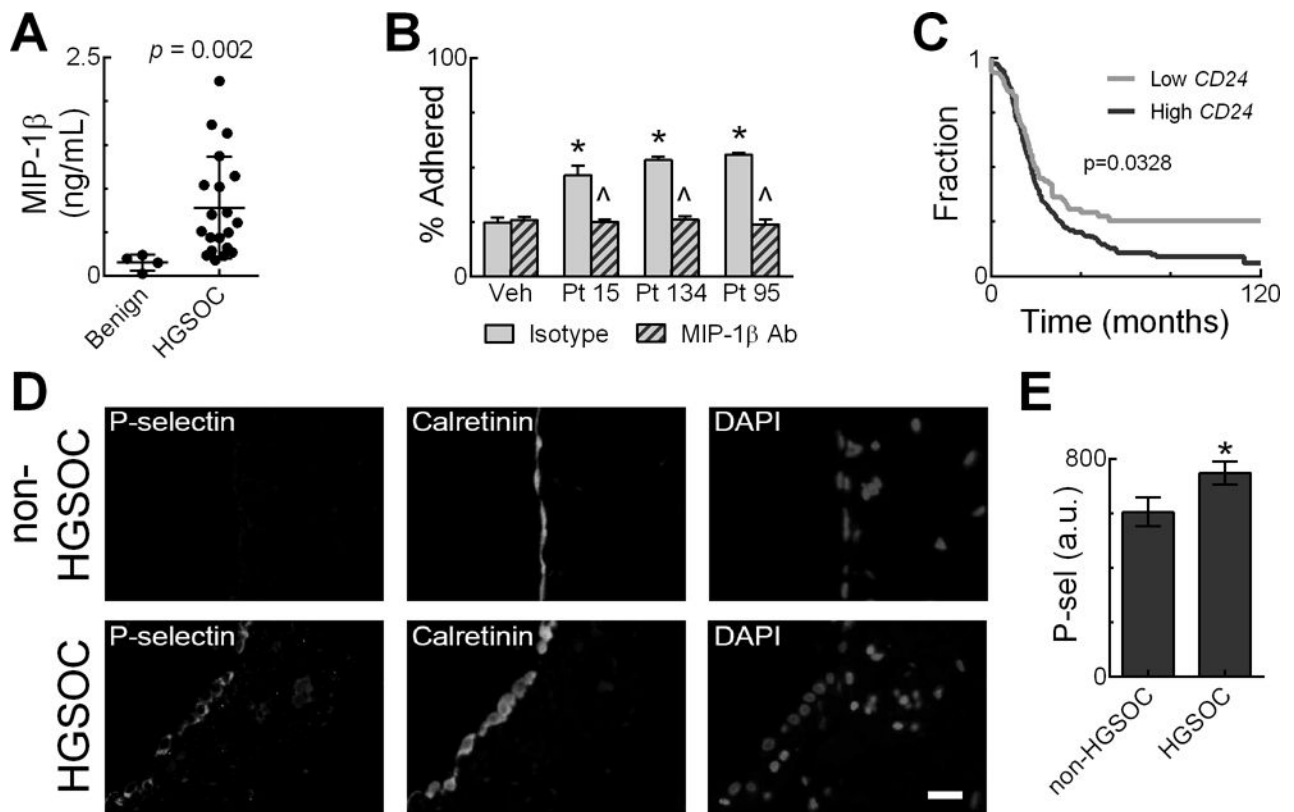 A
p = 0.002
2.5
MIP-1β
(ng/mL)
0
Benign
HGSOC
B
100
% Adhered
0
* * *
^ ^ ^
Veh Pt 15 Pt 134 Pt 95
Isotype MIP-1β Ab
C
1
Fraction
Low CD24
High CD24
p=0.0328
0 120
Time (months)
D
non-
HGSOC
P-selectin Calretinin DAPI
HGSOC
P-selectin Calretinin DAPI
E
800
*
P-sel (a.u.)
0
non-HGSOC
HGSOC